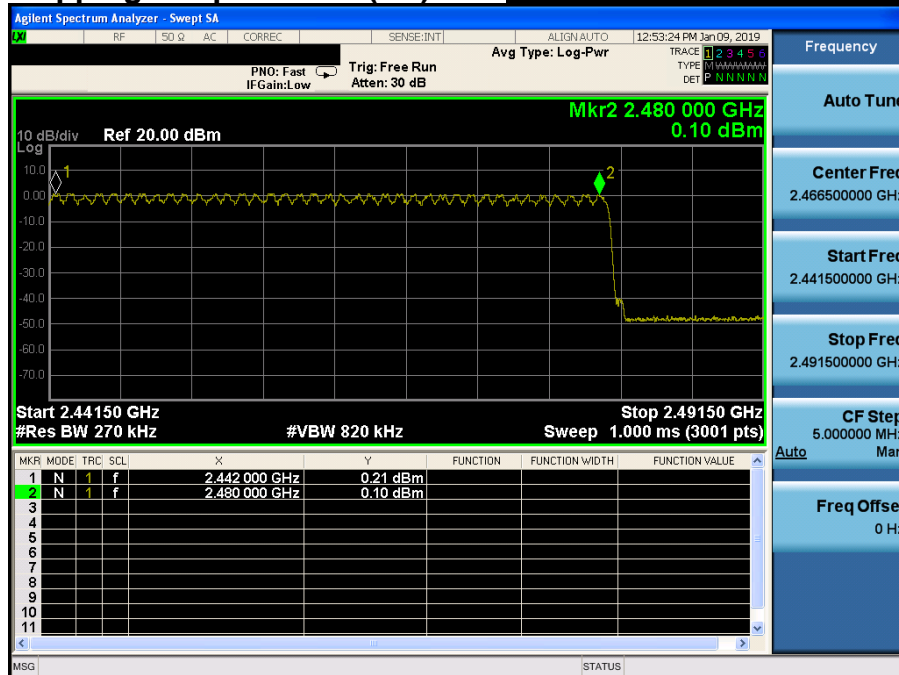 Agilent Spectrum Analyzer - Swept SA
LXI RF 50 Ω AC CORREC SENSE:INT ALIGN AUTO 12:53:24 PM Jan 09, 2019
Frequency
Avg Type: Log-Pwr TRACE 1 2 3 4 5 6
PNO: Fast Trig: Free Run TYPE M WWWWW
IFGain:Low Atten: 30 dB DET P N N N N N
Auto Tune
Mkr2 2.480 000 GHz
10 dB/div Ref 20.00 dBm 0.10 dBm
Log
10.0
0.00
-10.0
-20.0
-30.0
-40.0
-50.0
-60.0
-70.0
1
2
Center Freq
2.466500000 GHz
Start Freq
2.441500000 GHz
Stop Freq
2.491500000 GHz
Start 2.44150 GHz Stop 2.49150 GHz
#Res BW 270 kHz #VBW 820 kHz Sweep 1.000 ms (3001 pts)
CF Step
5.000000 MHz
Auto Man
MKR MODE TRC SCL X Y FUNCTION FUNCTION WIDTH FUNCTION VALUE
1 N 1 f 2.442 000 GHz 0.21 dBm
2 N 1 f 2.480 000 GHz 0.10 dBm
3
4
5
6
7
8
9
10
11
Freq Offset
0 Hz
MSG STATUS